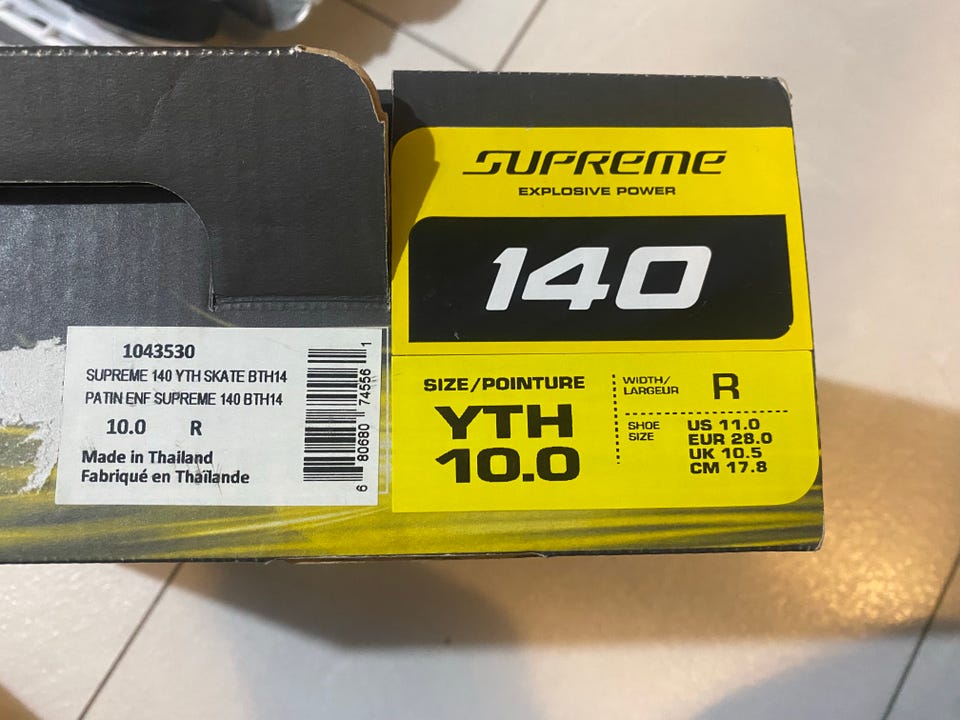 SUPREME
EXPLOSIVE POWER
140
1043530
SUPREME 140 YTH SKATE BTH14
PATIN ENF SUPREME 140 BTH14
10.0 R
Made in Thailand
Fabriqué en Thaïlande
6 80680 74556 1
SIZE/POINTURE
YTH
10.0
WIDTH/
LARGEUR
R
SHOE
SIZE
US 11.0
EUR 28.0
UK 10.5
CM 17.8